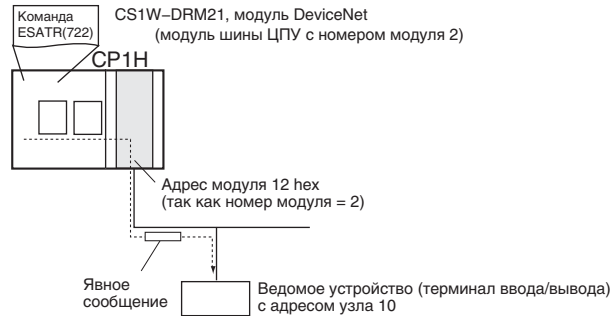 Команда
ESATR(722)
CS1W–DRM21, модуль DeviceNet
(модуль шины ЦПУ с номером модуля 2)
CP1H
Адрес модуля 12 hex
(так как номер модуля = 2)
Явное
сообщение
Ведомое устройство (терминал ввода/вывода)
с адресом узла 10